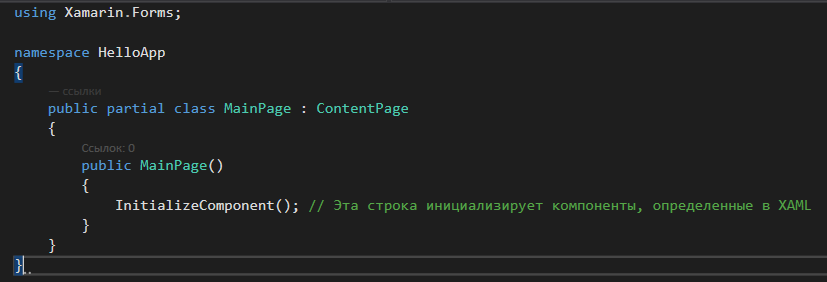 using Xamarin.Forms;
namespace HelloApp
{
— ссылки
public partial class MainPage : ContentPage
{
Ссылок: 0
public MainPage()
{
InitializeComponent(); // Эта строка инициализирует компоненты, определенные в XAML
}
}
}